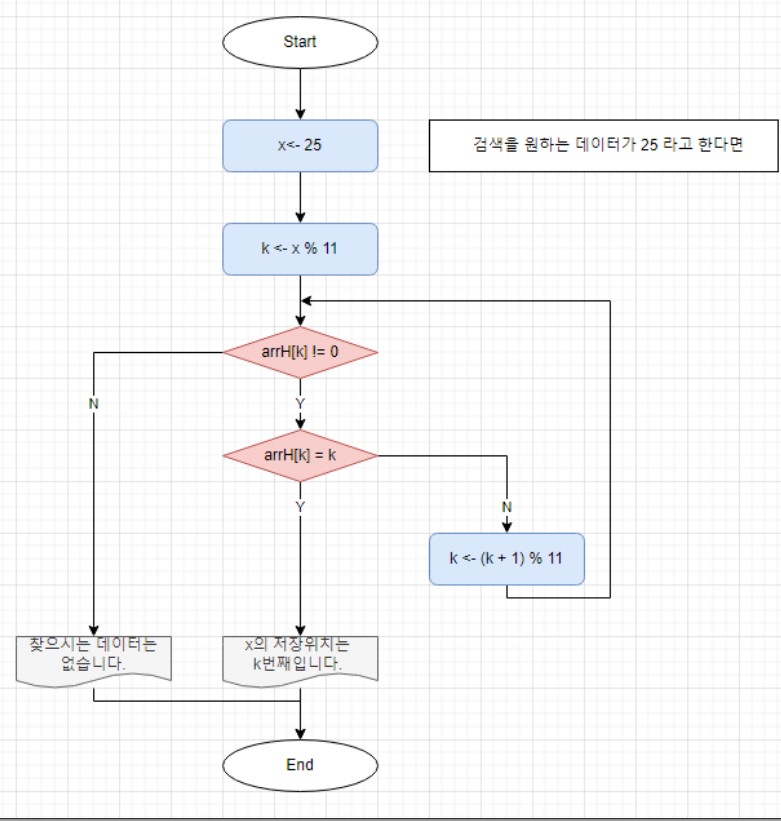 Start
x<- 25
검색을 원하는 데이터가 25 라고 한다면
k <- x % 11
arrH[k] != 0
N
Y
arrH[k] = k
Y
N
k <- (k + 1) % 11
찾으시는 데이터는
없습니다.
x의 저장위치는
k번째입니다.
End